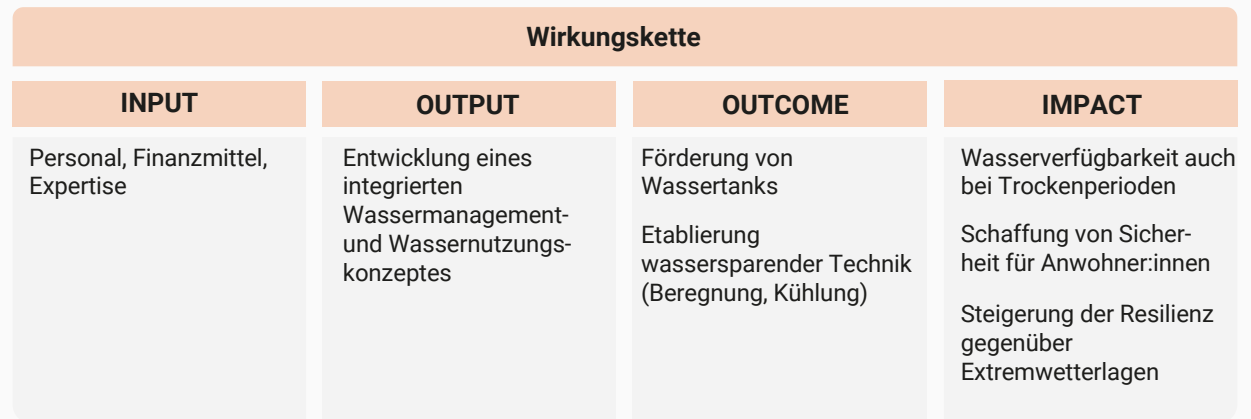 Wirkungskette
INPUT
Personal, Finanzmittel,
Expertise
OUTPUT
Entwicklung eines
integrierten
Wassermanagement-
und Wassernutzungs-
konzeptes
OUTCOME
Förderung von
Wassertanks
Etablierung
wassersparender Technik
(Beregnung, Kühlung)
IMPACT
Wasserverfügbarkeit auch
bei Trockenperioden
Schaffung von Sicher-
heit für Anwohner:innen
Steigerung der Resilienz
gegenüber
Extremwetterlagen